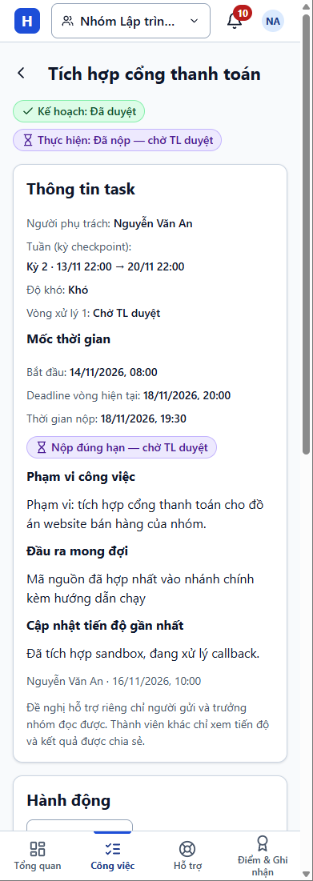 H
Nhóm Lập trìn...
10
NA
Tích hợp cổng thanh toán
Kế hoạch: Đã duyệt
Thực hiện: Đã nộp — chờ TL duyệt
Thông tin task
Người phụ trách: Nguyễn Văn An
Tuần (kỳ checkpoint):
Kỳ 2 · 13/11 22:00 → 20/11 22:00
Độ khó: Khó
Vòng xử lý 1: Chờ TL duyệt
Mốc thời gian
Bắt đầu: 14/11/2026, 08:00
Deadline vòng hiện tại: 18/11/2026, 20:00
Thời gian nộp: 18/11/2026, 19:30
Nộp đúng hạn — chờ TL duyệt
Phạm vi công việc
Phạm vi: tích hợp cổng thanh toán cho đồ
án website bán hàng của nhóm.
Đầu ra mong đợi
Mã nguồn đã hợp nhất vào nhánh chính
kèm hướng dẫn chạy
Cập nhật tiến độ gần nhất
Đã tích hợp sandbox, đang xử lý callback.
Nguyễn Văn An · 16/11/2026, 10:00
Đề nghị hỗ trợ riêng chỉ người gửi và trưởng
nhóm đọc được. Thành viên khác chỉ xem tiến độ
và kết quả được chia sẻ.
Hành động
Tổng quan
Công việc
Hỗ trợ
Điểm & Ghi
nhận